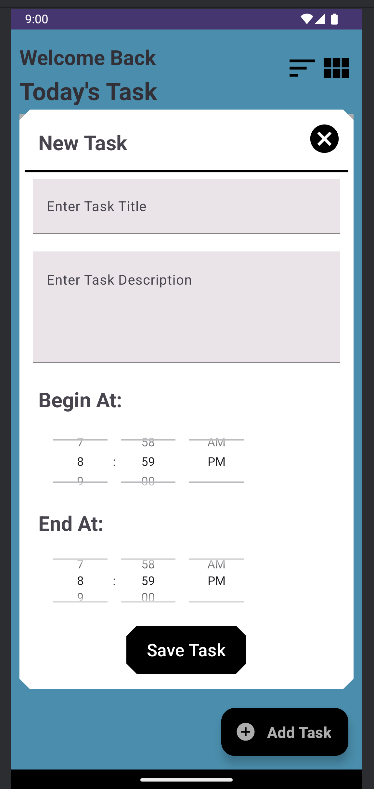 9:00
Welcome Back
Today's Task
New Task
Enter Task Title
Enter Task Description
Begin At:
7 58 AM
8 : 59 PM
9 00
End At:
7 58 AM
8 : 59 PM
9 00
Save Task
Add Task